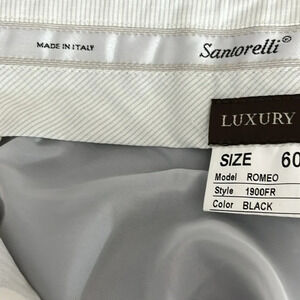 MADE IN ITALY
Santorelli®
LUXURY
SIZE 60
Model ROMEO
Style 1900FR
Color BLACK